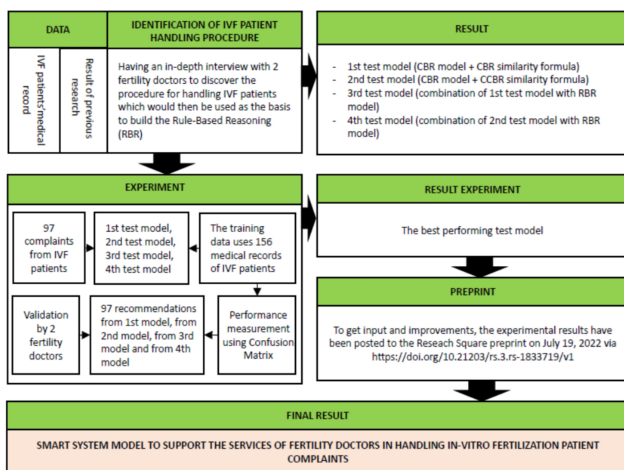 DATA
IDENTIFICATION OF IVF PATIENT
HANDLING PROCEDURE
IVF patients'medical
record
Result of previous
research
Having an in-depth interview with 2
fertility doctors to discover the
procedure for handling IVF patients
which would then be used as the basis
to build the Rule-Based Reasoning
(RBR)
RESULT
- 1st test model (CBR model + CBR similarity formula)
- 2nd test model (CBR model + CCBR similarity formula)
- 3rd test model (combination of 1st test model with RBR
model)
- 4th test model (combination of 2nd test model with RBR
model)
EXPERIMENT
97
complaints
from IVF
patients
1st test model,
2nd test model,
3rd test model,
4th test model
The training
data uses 156
medical records
of IVF patients
Validation
by 2
fertility
doctors
97 recommendations
from 1st model, from
2nd model, from 3rd
model and from 4th
model
Performance
measurement
using Confusion
Matrix
RESULT EXPERIMENT
The best performing test model
PREPRINT
To get input and improvements, the experimental results have
been posted to the Reseach Square preprint on July 19, 2022 via
https://doi.org/10.21203/rs.3.rs-1833719/v1
FINAL RESULT
SMART SYSTEM MODEL TO SUPPORT THE SERVICES OF FERTILITY DOCTORS IN HANDLING IN-VITRO FERTILIZATION PATIENT
COMPLAINTS